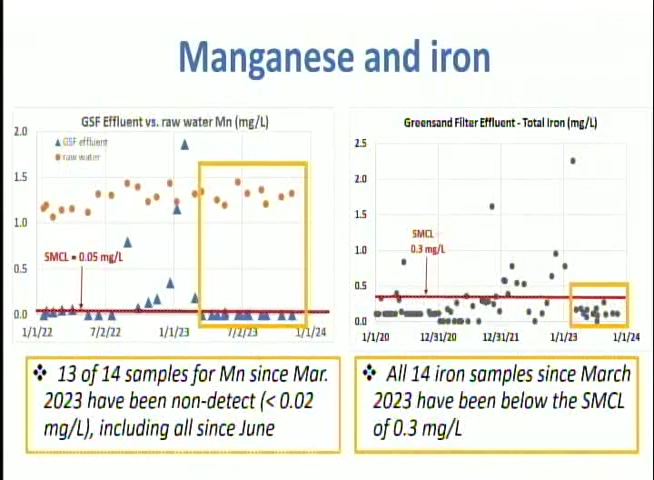 Manganese and iron
GSF Effluent vs. raw water Mn (mg/L)
GSF effluent
raw water
2.0
1.5
1.0
0.5
0.0
SMCL = 0.05 mg/L
1/1/22
7/2/22
1/1/23
7/2/23
1/1/24
Greensand Filter Effluent - Total Iron (mg/L)
2.5
2.0
1.5
1.0
0.5
0.0
SMCL -
0.3 mg/L
1/1/20
12/31/20
12/31/21
1/1/23
1/1/24
❖ 13 of 14 samples for Mn since Mar.
2023 have been non-detect (< 0.02
mg/L), including all since June
❖ All 14 iron samples since March
2023 have been below the SMCL
of 0.3 mg/L